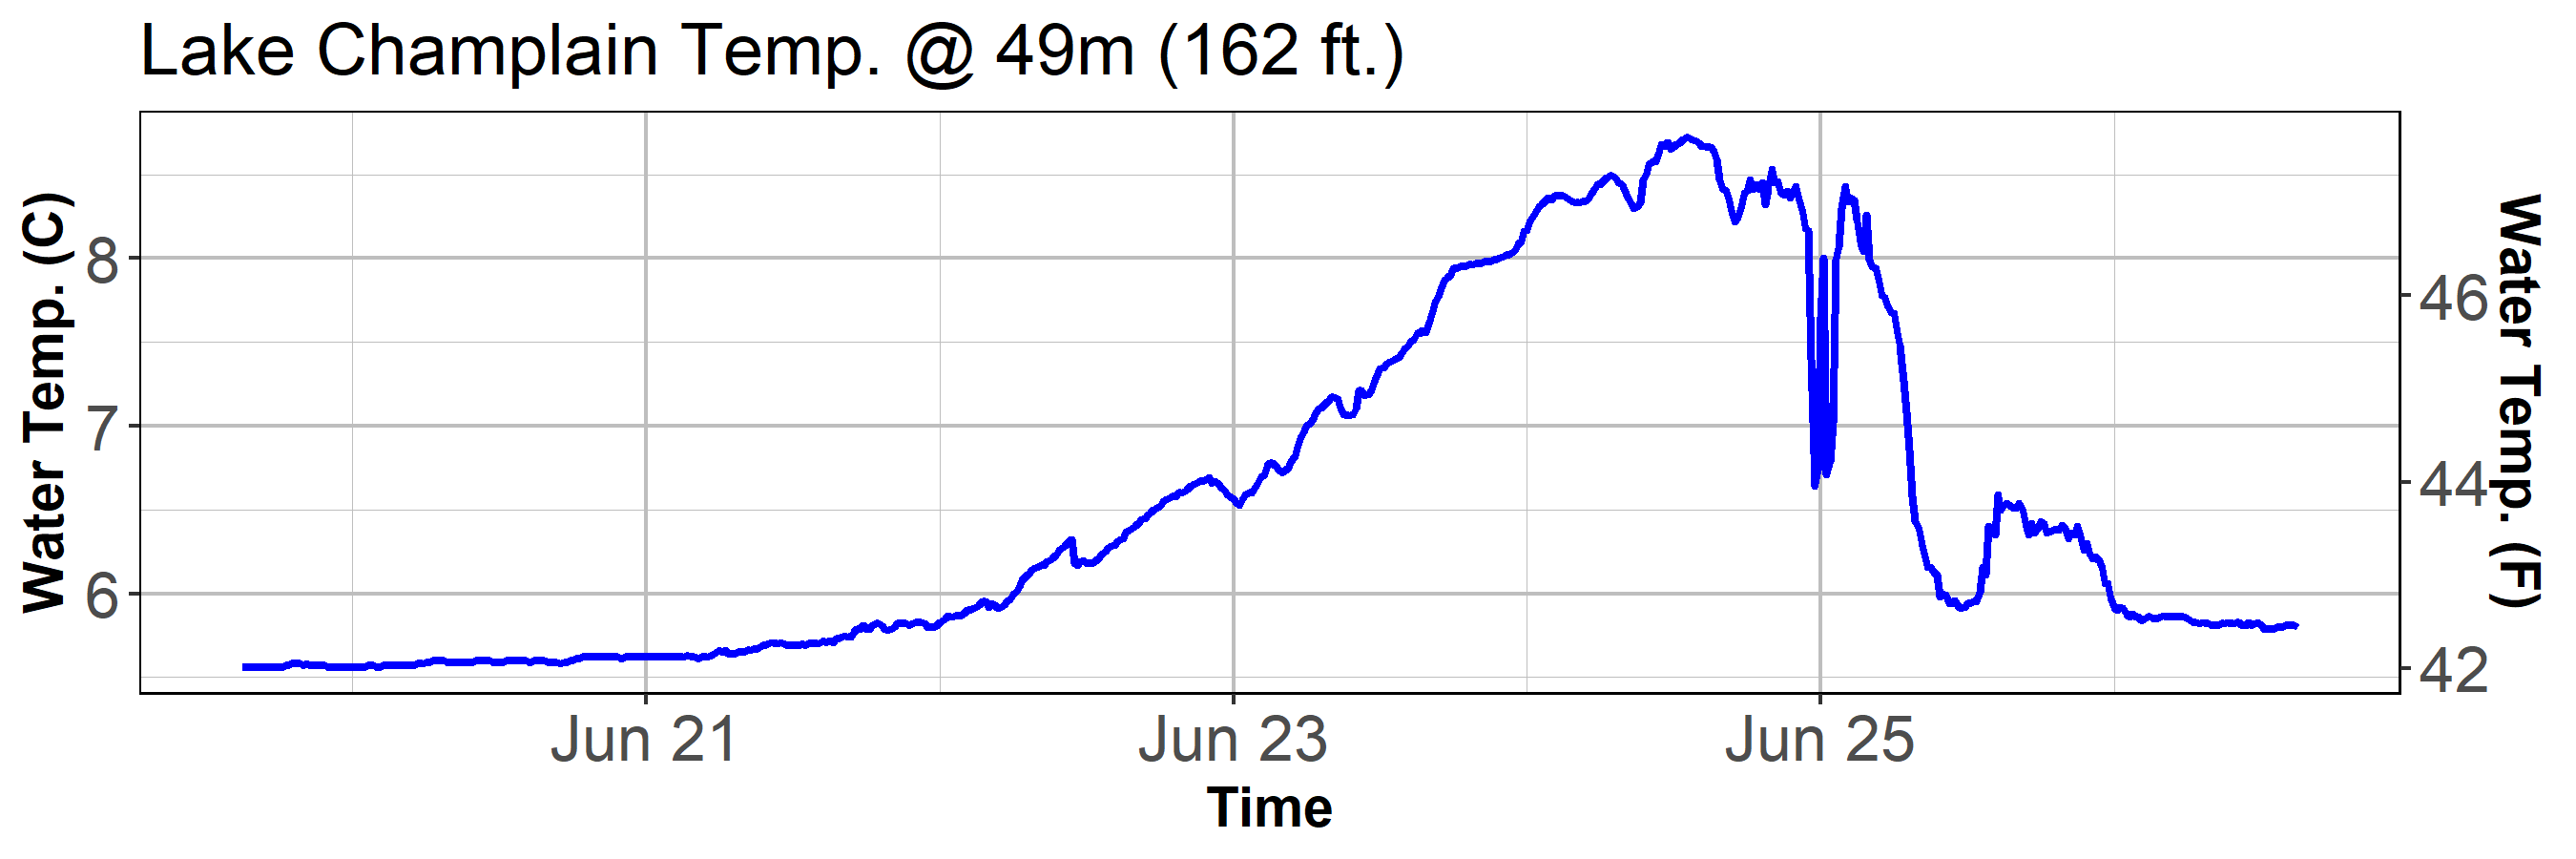 Lake Champlain Temp. @ 49m (162 ft.)
Water Temp. (C)
8
7
6
46
44
42
Water Temp. (F)
Jun 21
Jun 23
Jun 25
Time